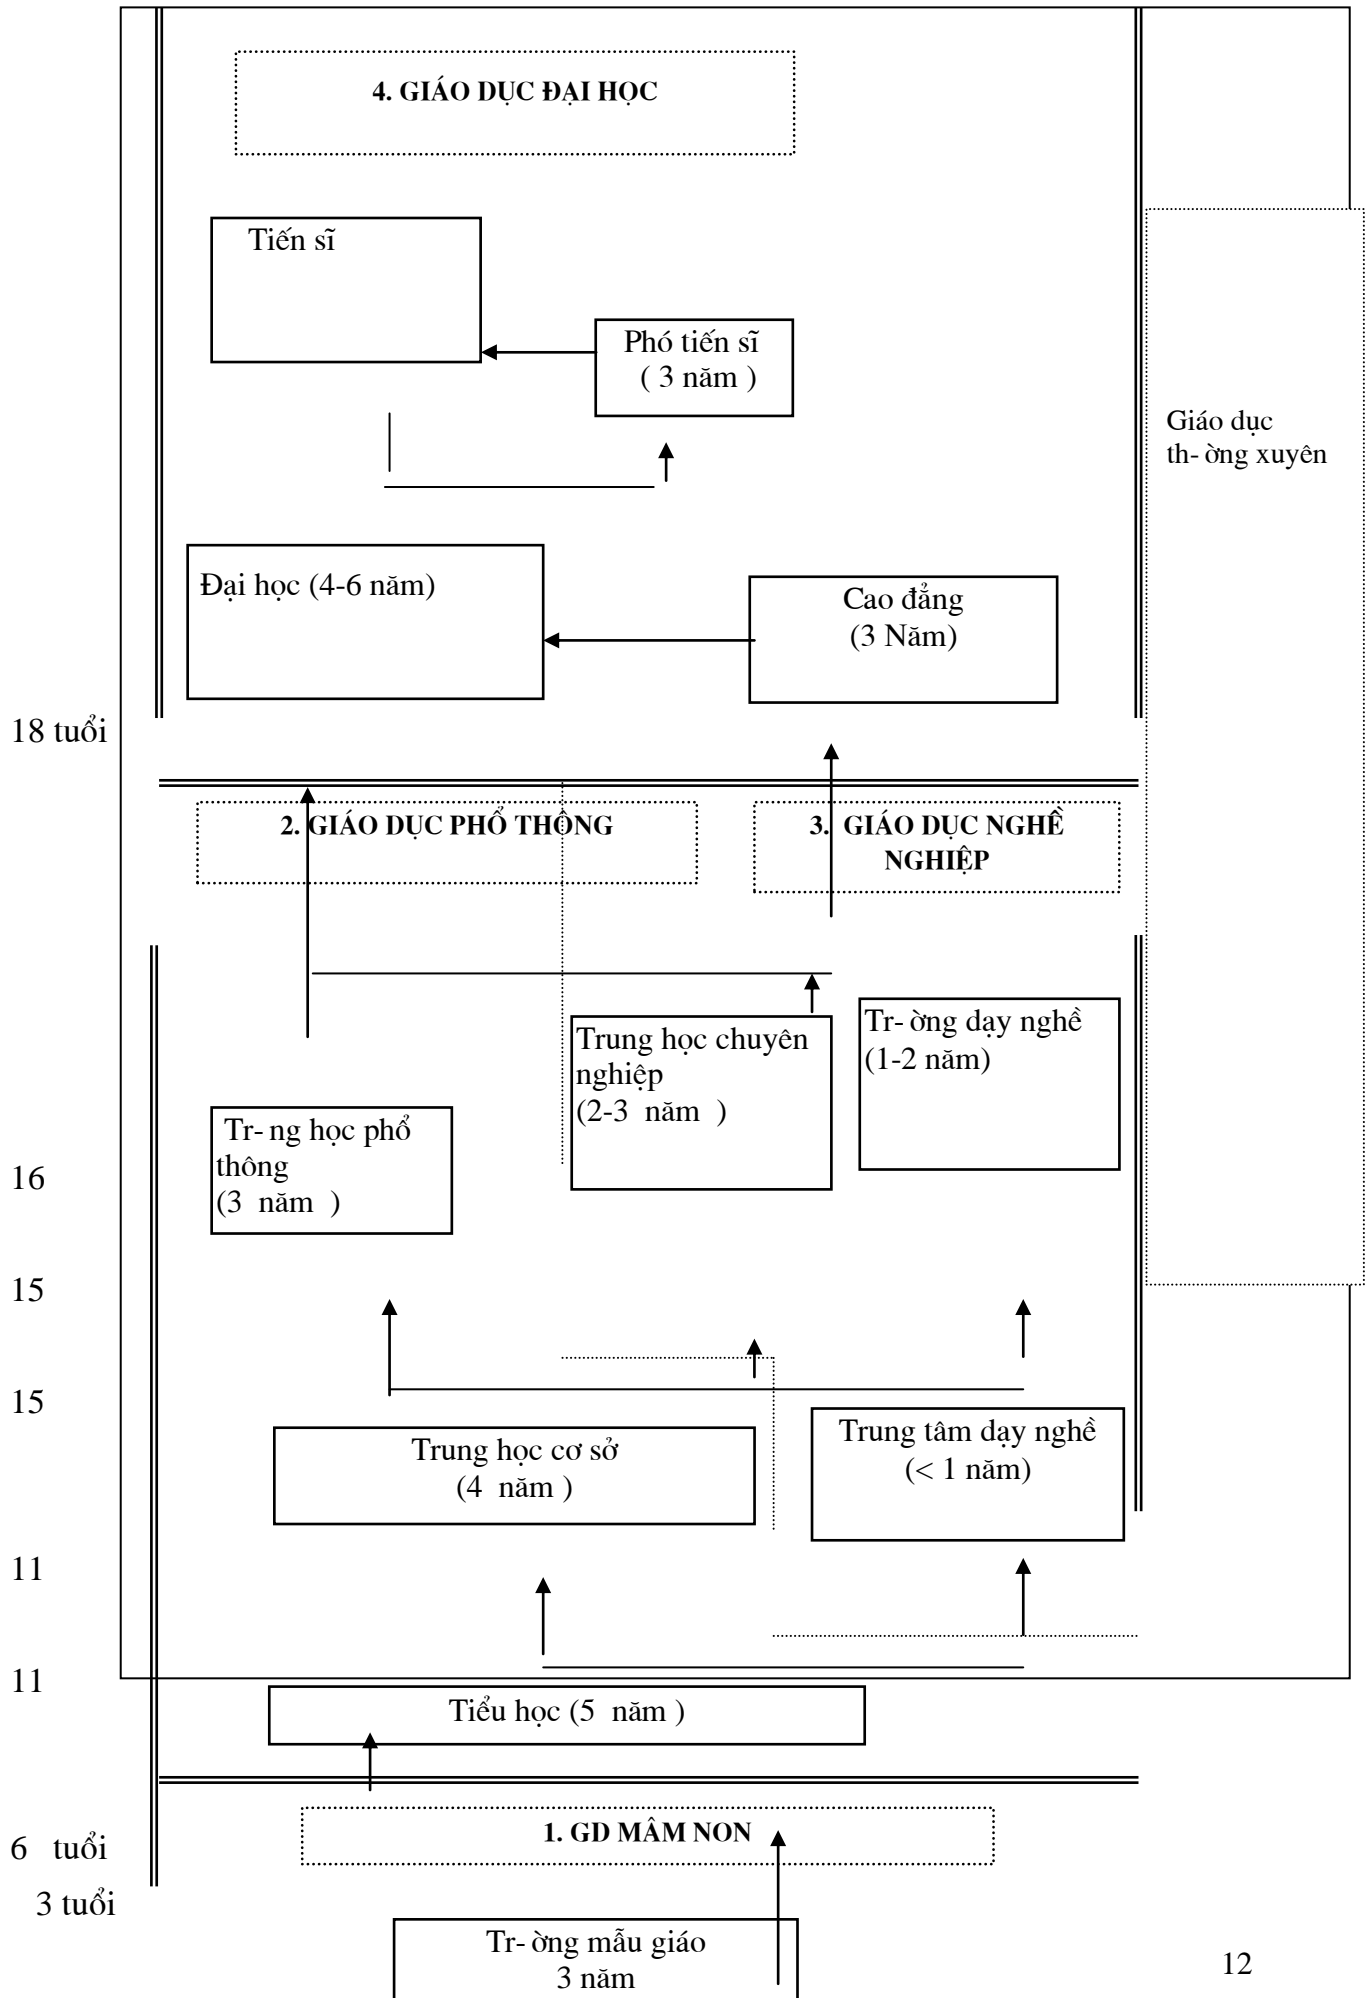 4. GIÁO DỤC ĐẠI HỌC
Tiến sĩ
Phó tiến sĩ
( 3 năm )
Giáo dục
th- ờng xuyên
Đại học (4-6 năm)
Cao đẳng
(3 Năm)
18 tuổi
2. GIÁO DỤC PHỔ THÔNG
3. GIÁO DỤC NGHỀ
NGHIỆP
Trung học chuyên
nghiệp
(2-3 năm )
Tr- ờng dạy nghề
(1-2 năm)
Tr- ng học phổ
thông
(3 năm )
16
15
15
Trung học cơ sở
(4 năm )
Trung tâm dạy nghề
(< 1 năm)
11
11
Tiểu học (5 năm )
1. GD MÂM NON
6 tuổi
3 tuổi
Tr- ờng mẫu giáo
3 năm
12